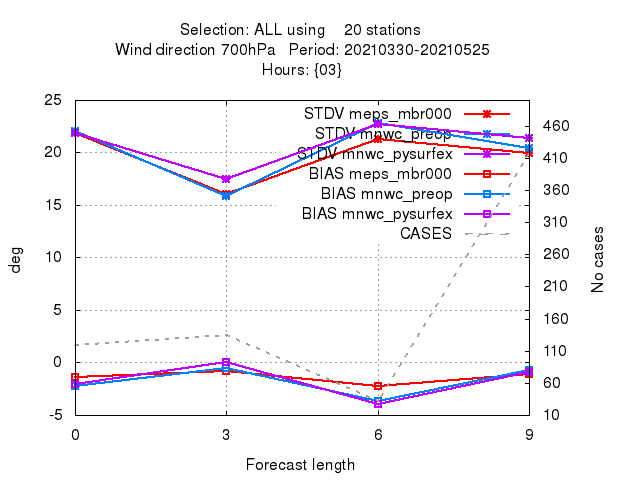 Selection: ALL using 20 stations
Wind direction 700hPa Period: 20210330-20210525
Hours: {03}
25
20
15
10
5
0
-5
deg
STDV meps_mbr000
STDV mnwc_preop
STDV mnwc_pysurfex
BIAS meps_mbr000
BIAS mnwc_preop
BIAS mnwc_pysurfex
CASES
460
410
360
310
260
210
160
110
60
10
No cases
0 3 6 9
Forecast length